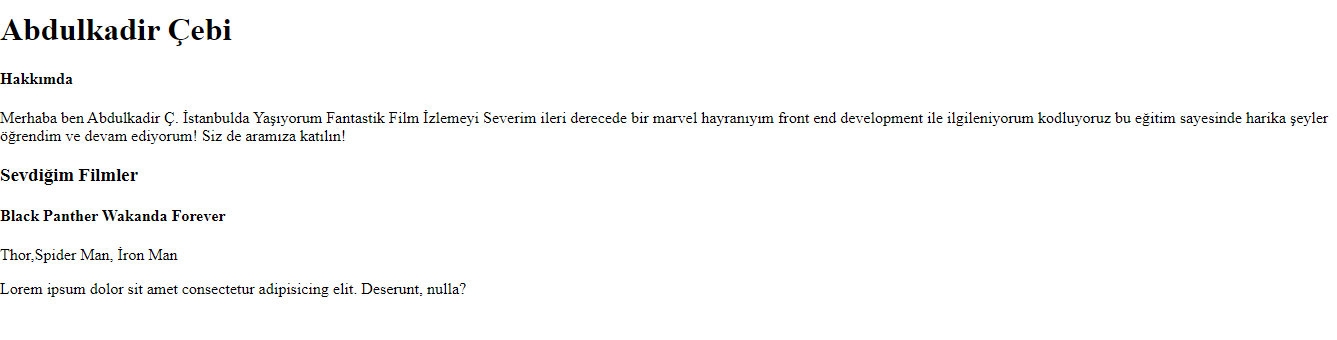 Abdulkadir Çebi
Hakkımda
Merhaba ben Abdulkadir Ç. İstanbulda Yaşıyorum Fantastik Film İzlemeyi Severim ileri derecede bir marvel hayranıyım front end development ile ilgileniyorum kodluyoruz bu eğitim sayesinde harika şeyler
öğrendim ve devam ediyorum! Siz de aramıza katılın!
Sevdiğim Filmler
Black Panther Wakanda Forever
Thor,Spider Man, İron Man
Lorem ipsum dolor sit amet consectetur adipisicing elit. Deserunt, nulla?